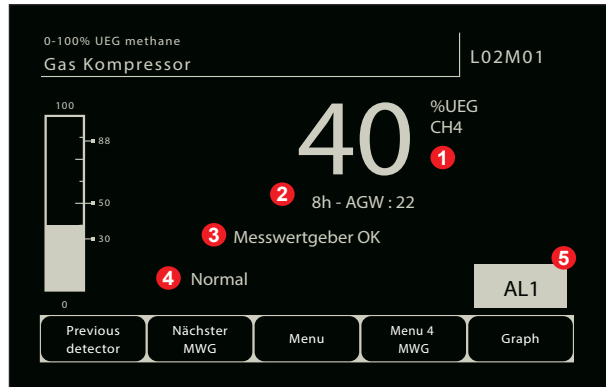 0-100% UEG methane
Gas Kompressor
L02M01
100
88
50
30
0
40
%UEG
CH4
1
2
8h - AGW : 22
3
Messwertgeber OK
4
Normal
5
AL1
Previous
detector
Nächster
MWG
Menu
Menu 4
MWG
Graph